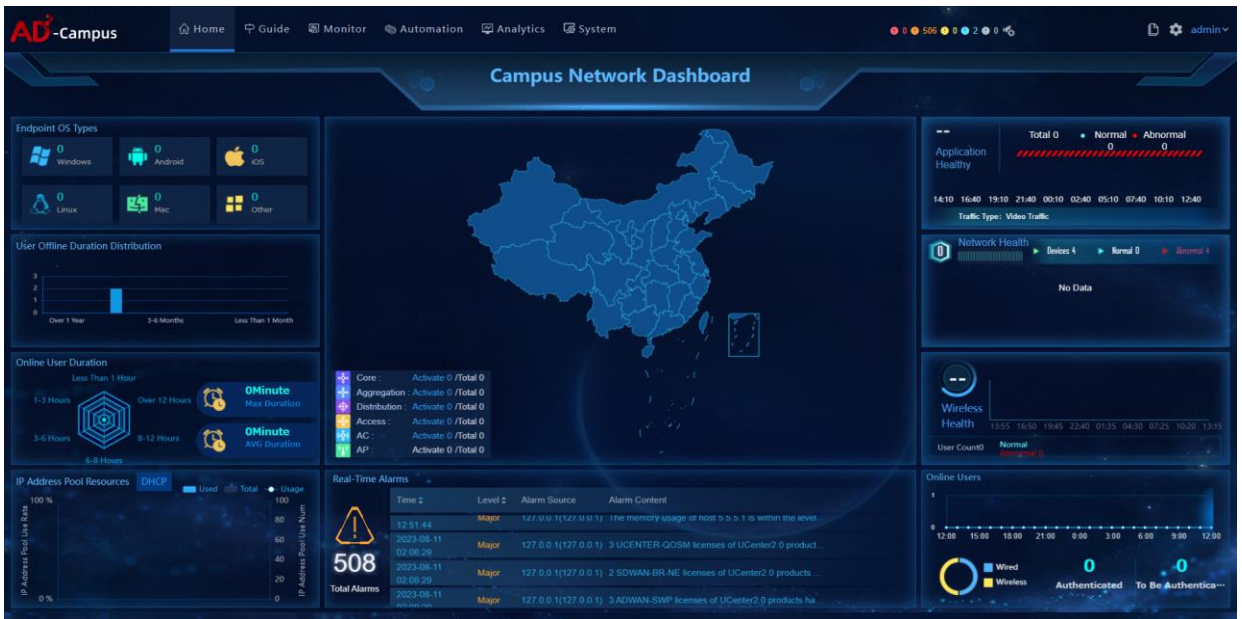 AD-Campus
Home Guide Monitor Automation Analytics System
0 506 0 2 0
admin
Campus Network Dashboard
Endpoint OS Types
0 Windows
0 Android
0 iOS
0 Linux
0 Mac
0 Other
User Offline Duration Distribution
3
2
1
0
Over 1 Year 3-6 Months Less Than 1 Month
Online User Duration
Less Than 1 Hour
1-3 Hours Over 12 Hours
3-6 Hours 8-12 Hours
6-8 Hours
0Minute
Max Duration
0Minute
AVG Duration
IP Address Pool Resources DHCP
Used Total Usage
100 % 100
80
60
40
20
0 % 0
IP Address Pool Use Rate
IP Address Pool Use Num
Core : Activate 0 /Total 0
Aggregation : Activate 0 /Total 0
Distribution : Activate 0 /Total 0
Access : Activate 0 /Total 0
AC : Activate 0 /Total 0
AP : Activate 0 /Total 0
Real-Time Alarms
508
Total Alarms
Time Level Alarm Source Alarm Content
12:51:44 Major 127.0.0.1(127.0.0.1) The memory usage of host 5.5.5.1 is within the level...
2023-08-11
02:08:29 Major 127.0.0.1(127.0.0.1) 3 UCENTER-QOSM licenses of UCenter2.0 product...
2023-08-11
02:08:29 Major 127.0.0.1(127.0.0.1) 2 SDWAN-BR-NE licenses of UCenter2.0 products ...
2023-08-11
Major 127.0.0.1(127.0.0.1) 3 ADWAN-SWP licenses of UCenter2.0 products ha...
--
Application
Healthy
Total 0 Normal Abnormal
0 0
14:10 16:40 19:10 21:40 00:10 02:40 05:10 07:40 10:10 12:40
Traffic Type: Video Traffic
0
Network Health
Devices 4 Normal 0 Abnormal 4
No Data
--
Wireless
Health
13:55 16:50 19:45 22:40 01:35 04:30 07:25 10:20 13:15
User Count0 Normal
Abnormal 0
Online Users
1
0
12:00 15:00 18:00 21:00 0:00 3:00 6:00 9:00 12:00
Wired
Wireless
0
Authenticated
0
To Be Authentica...